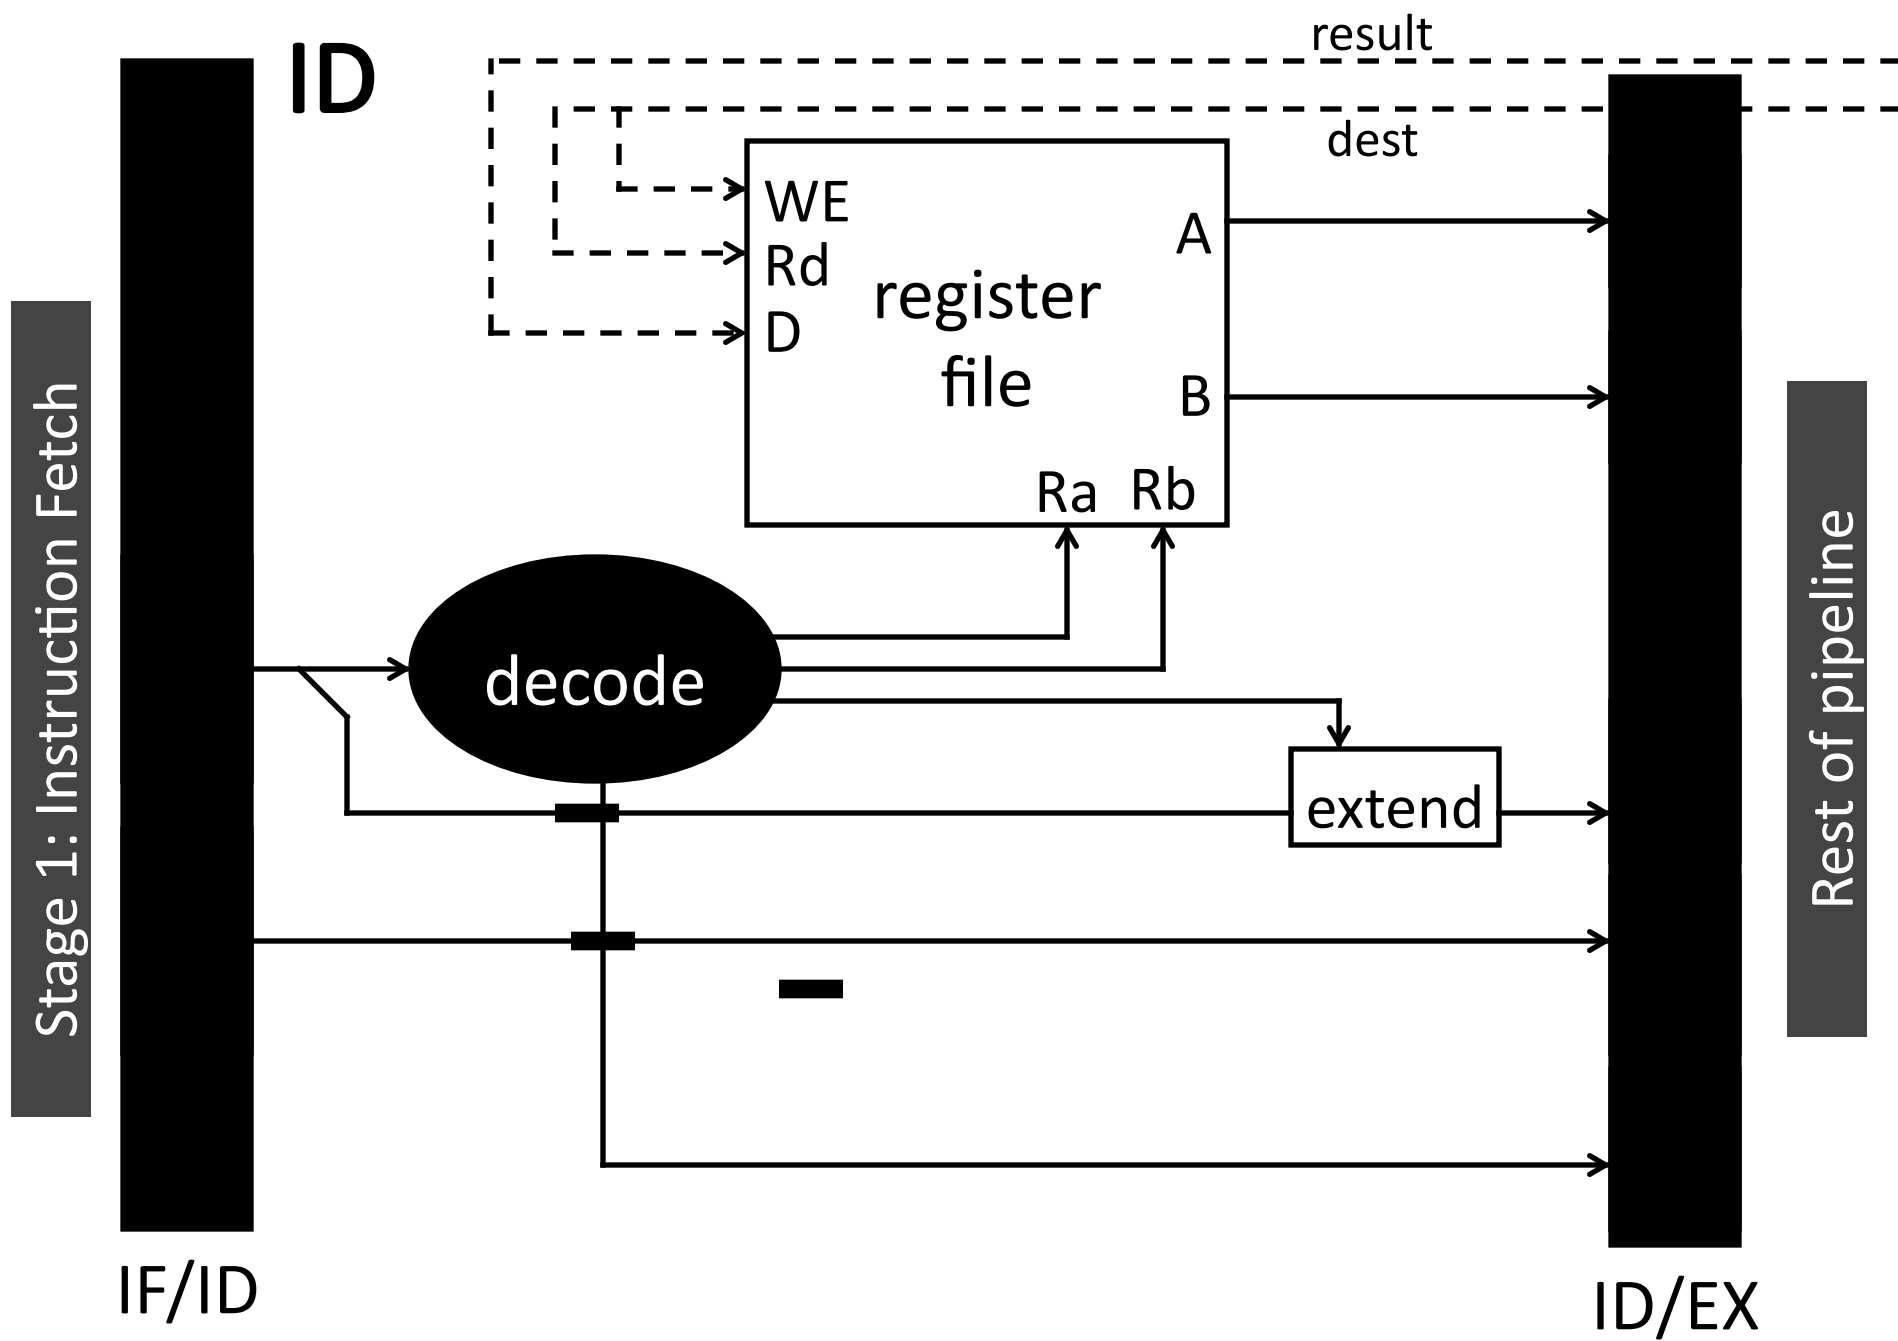 ID
result
dest
WE
Rd
D
A
register
file
B
Ra Rb
Stage 1: Instruction Fetch
decode
extend
Rest of pipeline
IF/ID
ID/EX